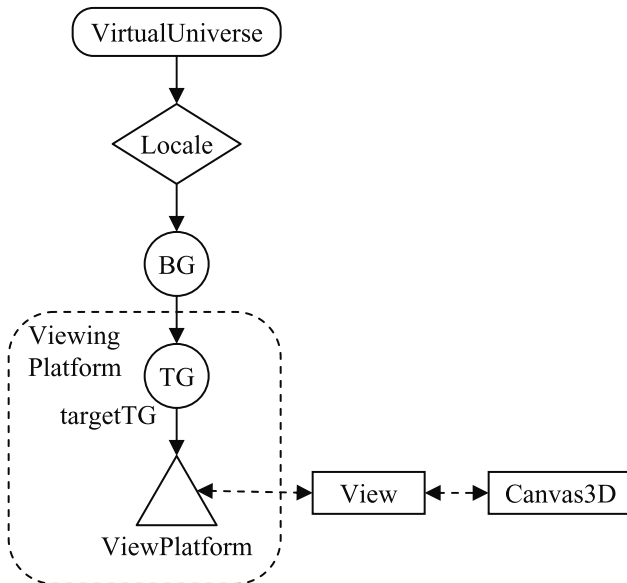 VirtualUniverse
Locale
BG
Viewing
Platform
TG
targetTG
View
Canvas3D
ViewPlatform